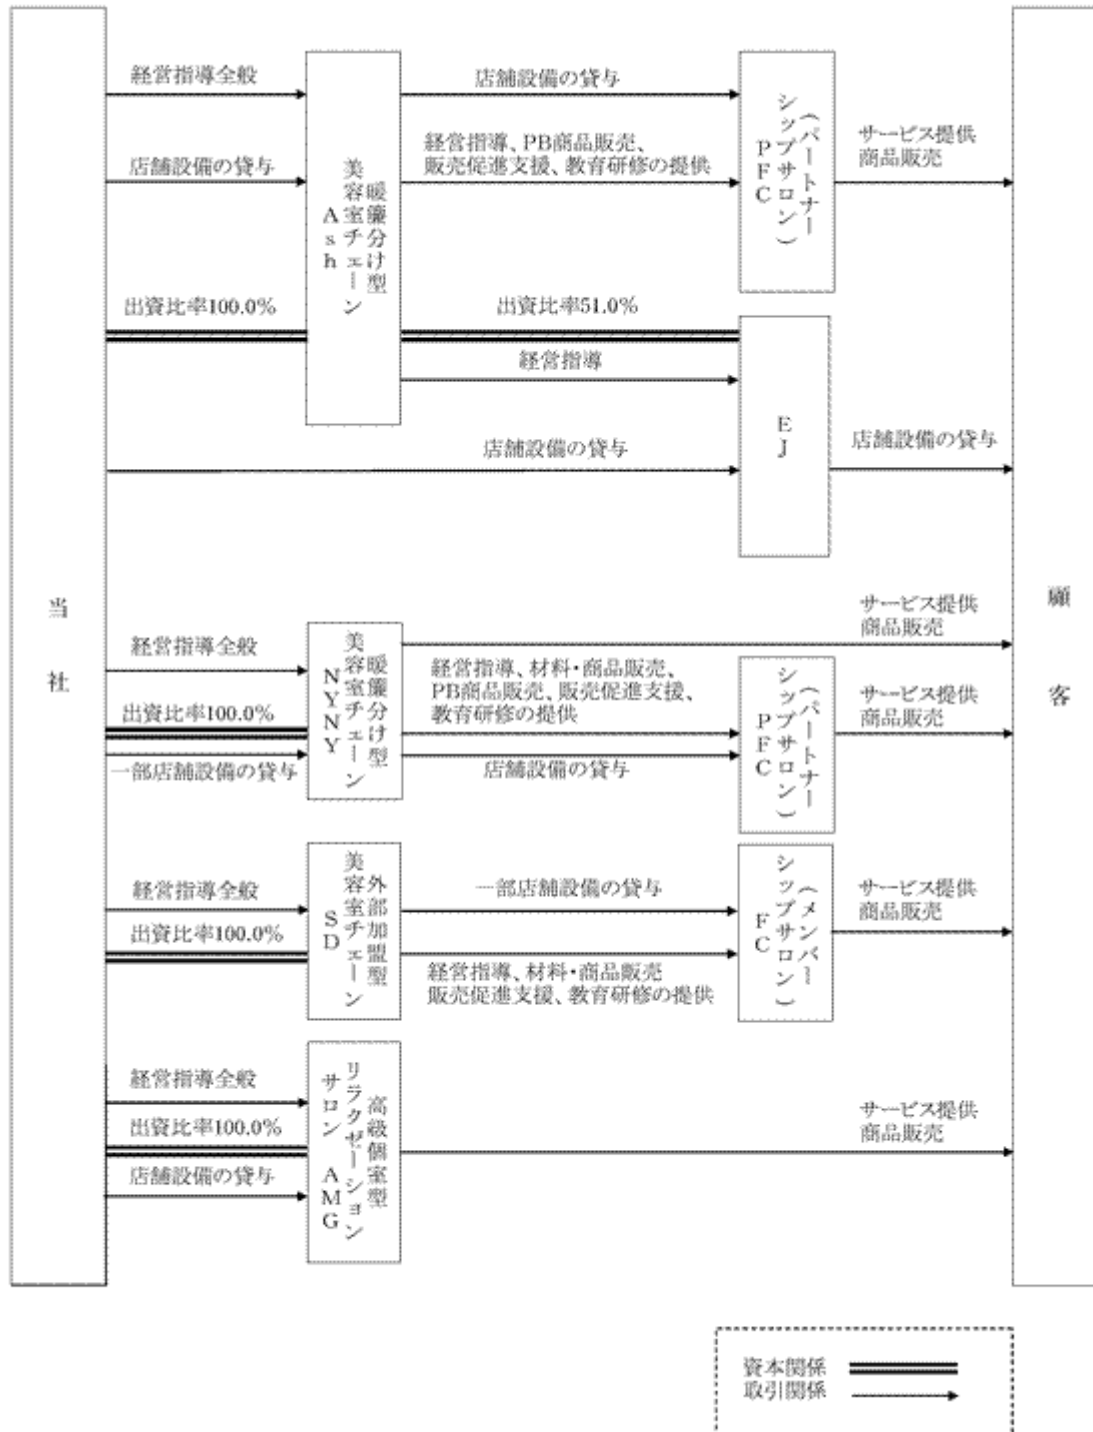 当社
経営指導全般
店舗設備の貸与
出資比率100.0%
暖簾分け型
美容室チェーン
Ash
店舗設備の貸与
経営指導、PB商品販売、
販売促進支援、教育研修の提供
(パートナー
シップサロン)
PFC
サービス提供
商品販売
出資比率51.0%
経営指導
店舗設備の貸与
EJ
店舗設備の貸与
顧客
経営指導全般
出資比率100.0%
一部店舗設備の貸与
暖簾分け型
美容室チェーン
NYNY
サービス提供
商品販売
経営指導、材料・商品販売、
PB商品販売、販売促進支援、
教育研修の提供
店舗設備の貸与
(パートナー
シップサロン)
PFC
サービス提供
商品販売
経営指導全般
出資比率100.0%
外部加盟型
美容室チェーン
SD
一部店舗設備の貸与
経営指導、材料・商品販売
販売促進支援、教育研修の提供
(メンバー
シップサロン)
FC
サービス提供
商品販売
経営指導全般
出資比率100.0%
店舗設備の貸与
高級個室型
リラクゼーション
サロン AMG
サービス提供
商品販売
資本関係
取引関係